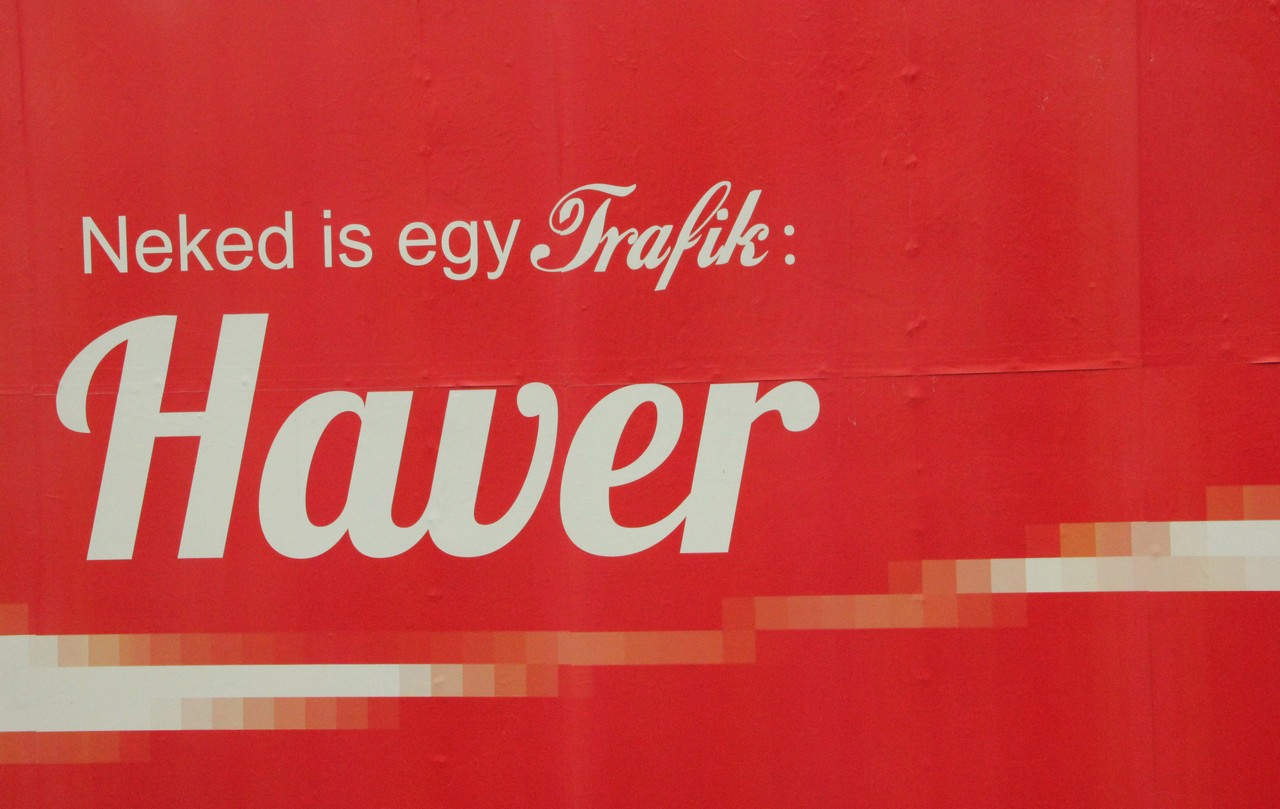 Neked is egy Trafik:
Haver